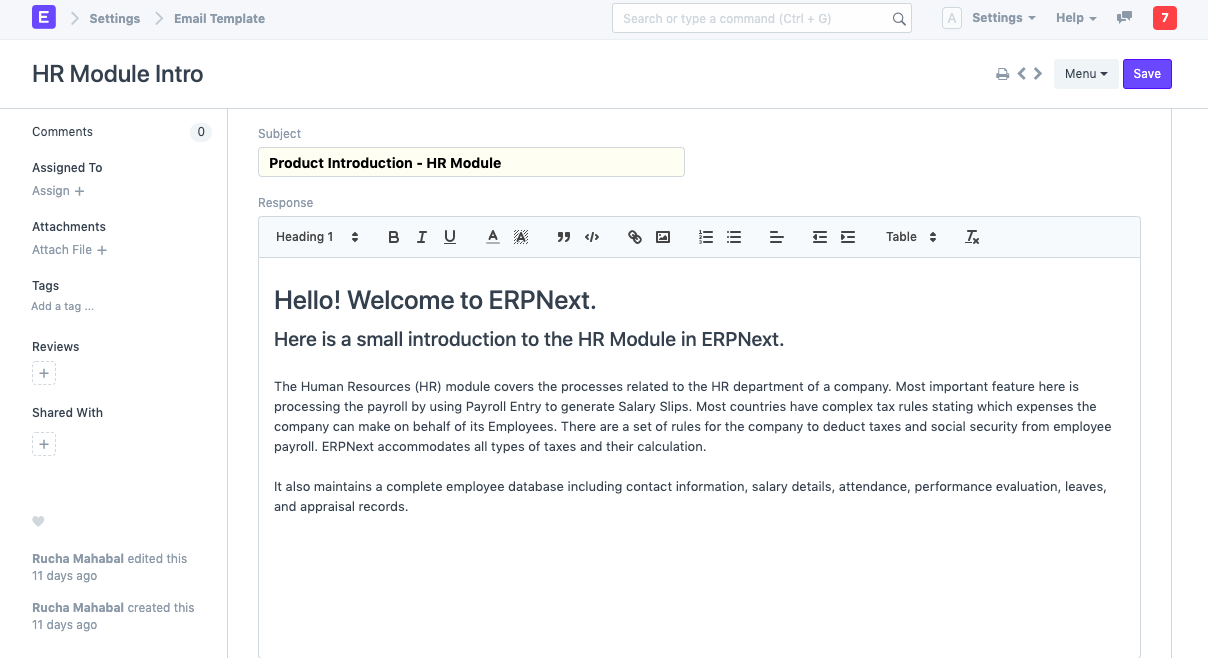 E Settings Email Template Search or type a command (Ctrl + G) A Settings Help 7
HR Module Intro Menu Save
Comments 0
Assigned To
Assign +
Attachments
Attach File +
Tags
Add a tag ...
Reviews
+
Shared With
+
Rucha Mahabal edited this
11 days ago
Rucha Mahabal created this
11 days ago
Subject
Product Introduction - HR Module
Response
Heading 1 B I U A A Table Tx
Hello! Welcome to ERPNext.
Here is a small introduction to the HR Module in ERPNext.
The Human Resources (HR) module covers the processes related to the HR department of a company. Most important feature here is
processing the payroll by using Payroll Entry to generate Salary Slips. Most countries have complex tax rules stating which expenses the
company can make on behalf of its Employees. There are a set of rules for the company to deduct taxes and social security from employee
payroll. ERPNext accommodates all types of taxes and their calculation.
It also maintains a complete employee database including contact information, salary details, attendance, performance evaluation, leaves,
and appraisal records.